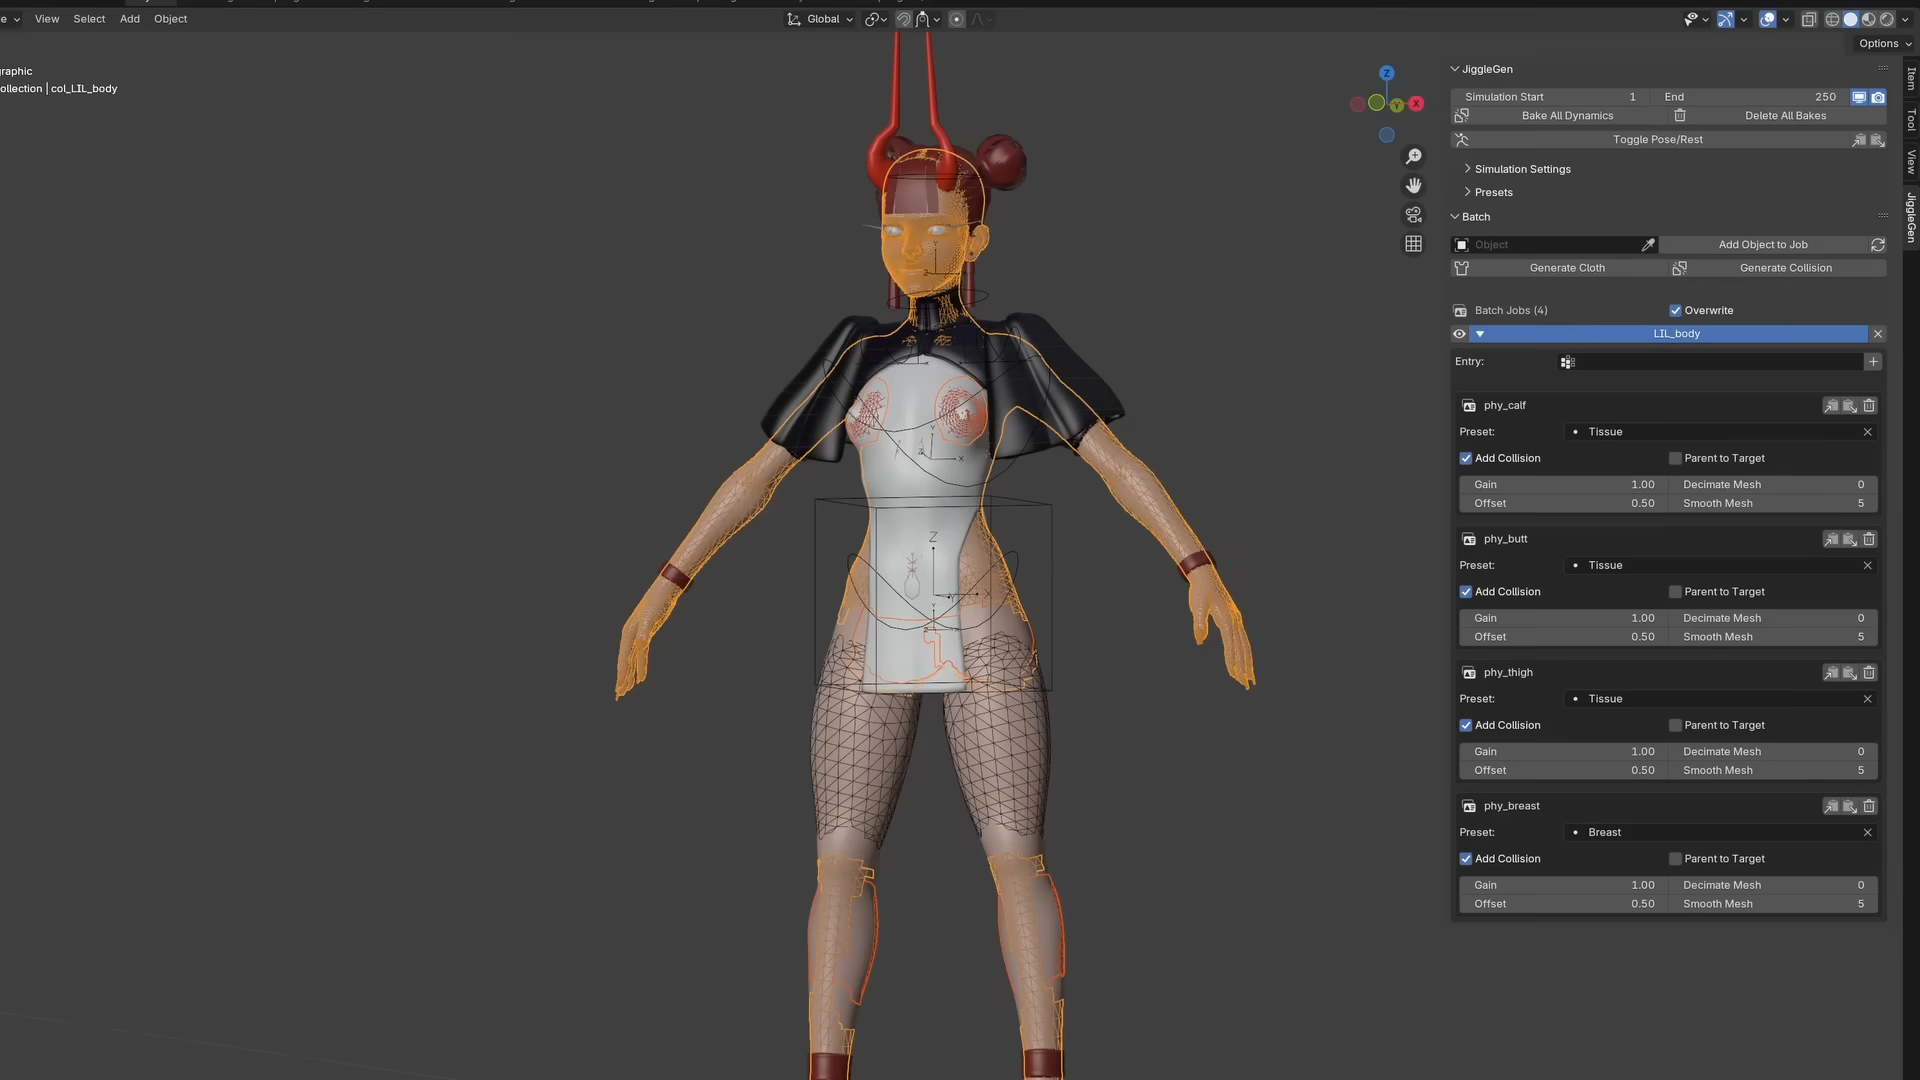 View Select Add Object
Global
Options
graphic
ollection | col_LIL_body
JiggleGen
Simulation Start 1 End 250
Bake All Dynamics Delete All Bakes
Toggle Pose/Rest
Simulation Settings
Presets
Batch
Object Add Object to Job
Generate Cloth Generate Collision
Batch Jobs (4) Overwrite
LIL_body
Entry:
phy_calf
Preset: Tissue
Add Collision Parent to Target
Gain 1.00 Decimate Mesh 0
Offset 0.50 Smooth Mesh 5
phy_butt
Preset: Tissue
Add Collision Parent to Target
Gain 1.00 Decimate Mesh 0
Offset 0.50 Smooth Mesh 5
phy_thigh
Preset: Tissue
Add Collision Parent to Target
Gain 1.00 Decimate Mesh 0
Offset 0.50 Smooth Mesh 5
phy_breast
Preset: Breast
Add Collision Parent to Target
Gain 1.00 Decimate Mesh 0
Offset 0.50 Smooth Mesh 5
Item
Tool
View
JiggleGen
Z
X
Y